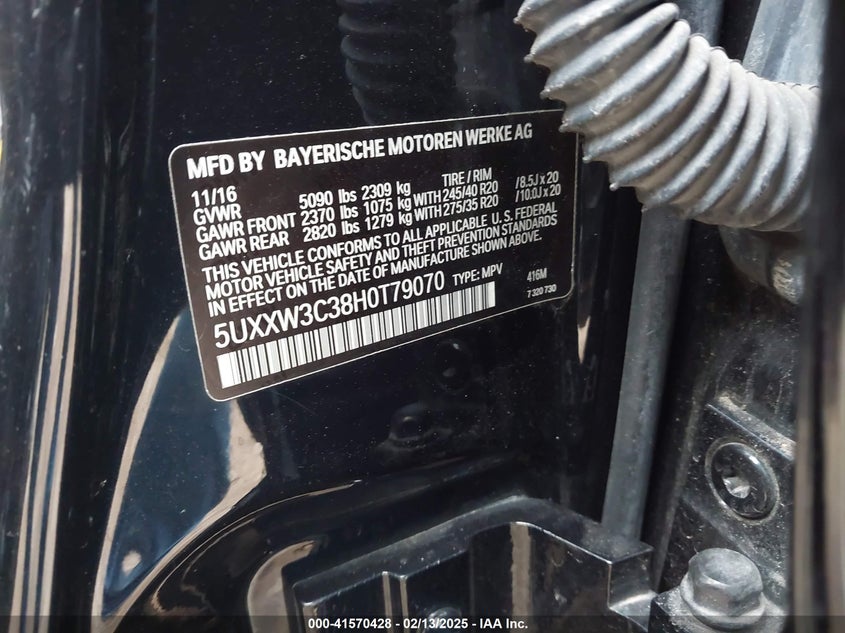 MFD BY BAYERISCHE MOTOREN WERKE AG
11/16 TIRE / RIM
GVWR 5090 lbs 2309 kg
GAWR FRONT 2370 lbs 1075 kg WITH 245/40 R20 /8.5J x 20
GAWR REAR 2820 lbs 1279 kg WITH 275/35 R20 /10.0J x 20
THIS VEHICLE CONFORMS TO ALL APPLICABLE U.S. FEDERAL
MOTOR VEHICLE SAFETY AND THEFT PREVENTION STANDARDS
IN EFFECT ON THE DATE OF MANUFACTURE SHOWN ABOVE.
5UXXW3C38H0T79070 TYPE: MPV 416M
7 320 730
000-41570428 - 02/13/2025 - IAA Inc.